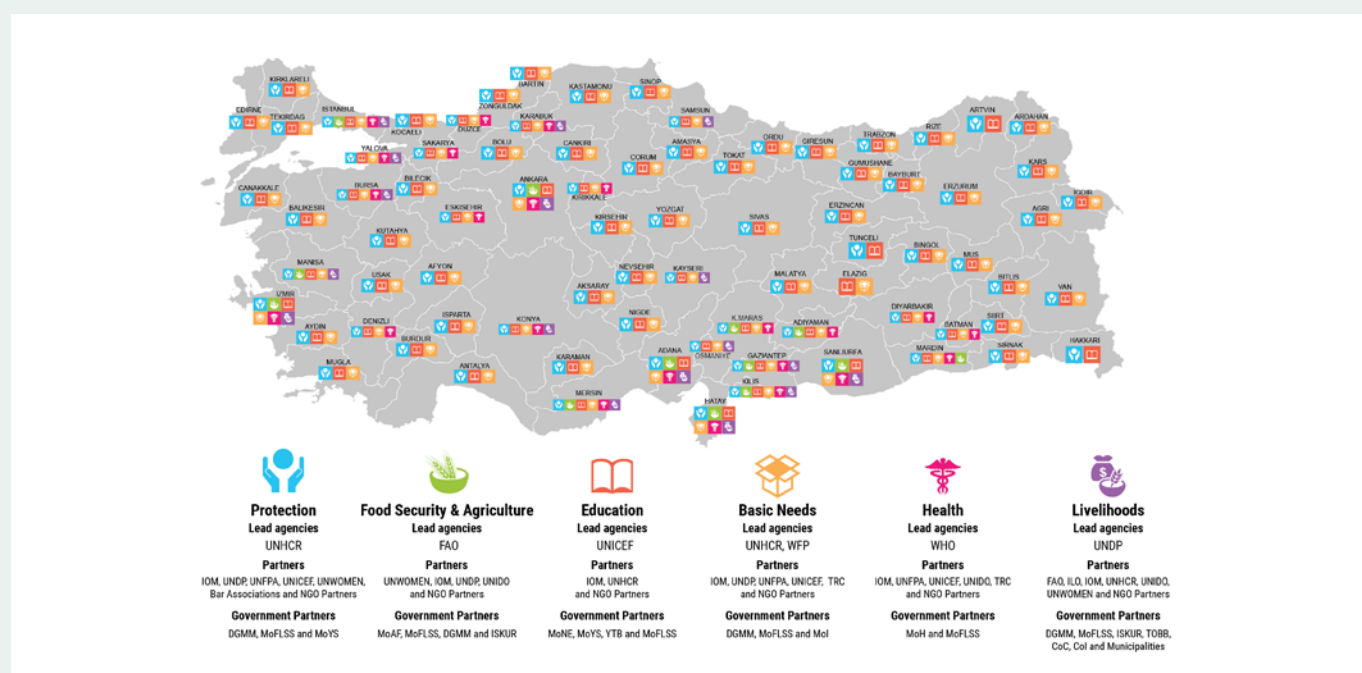 KIRKLARELI
EDIRNE
TEKIRDAG
ISTANBUL
KOCAELI
YALOVA
SAKARYA
DUZCE
ZONGULDAK
BARTIN
KARABUK
KASTAMONU
SINOP
SAMSUN
BOLU
CANKIRI
CORUM
AMASYA
TOKAT
ORDU
GIRESUN
TRABZON
RIZE
ARTVIN
ARDAHAN
GUMUSHANE
BAYBURT
KARS
IGDIR
CANAKKALE
BALIKESIR
BURSA
BILECIK
ESKISEHIR
ANKARA
KIRIKKALE
KIRSEHIR
YOZGAT
SIVAS
ERZINCAN
ERZURUM
AGRI
KUTAHYA
MANISA
USAK
AFYON
NEVSEHIR
KAYSERI
MALATYA
TUNCELI
ELAZIG
BINGOL
MUS
BITLIS
VAN
IZMIR
AKSARAY
AYDIN
DENIZLI
ISPARTA
BURDUR
KONYA
NIGDE
K.MARAS
ADIYAMAN
DIYARBAKIR
BATMAN
SIIRT
MARDIN
SIRNAK
HAKKARI
MUGLA
ANTALYA
KARAMAN
MERSIN
ADANA
OSMANIYE
GAZIANTEP
SANLIURFA
KILIS
HATAY
Protection
Lead agencies
UNHCR
Partners
IOM, UNDP, UNFPA, UNICEF, UNWOMEN,
Bar Associations and NGO Partners
Government Partners
DGMM, MoFLSS and MoYS
Food Security & Agriculture
Lead agencies
FAO
Partners
UNWOMEN, IOM, UNDP, UNIDO
and NGO Partners
Government Partners
MoAF, MoFLSS, DGMM and ISKUR
Education
Lead agencies
UNICEF
Partners
IOM, UNHCR
and NGO Partners
Government Partners
MoNE, MoYS, YTB and MoFLSS
Basic Needs
Lead agencies
UNHCR, WFP
Partners
IOM, UNDP, UNFPA, UNICEF, TRC
and NGO Partners
Government Partners
DGMM, MoFLSS and MoI
Health
Lead agencies
WHO
Partners
IOM, UNFPA, UNICEF, UNIDO, TRC
and NGO Partners
Government Partners
MoH and MoFLSS
$
Livelihoods
Lead agencies
UNDP
Partners
FAO, ILO, IOM, UNHCR, UNIDO,
UNWOMEN and NGO Partners
Government Partners
DGMM, MoFLSS, ISKUR, TOBB,
CoC, CoI and Municipalities